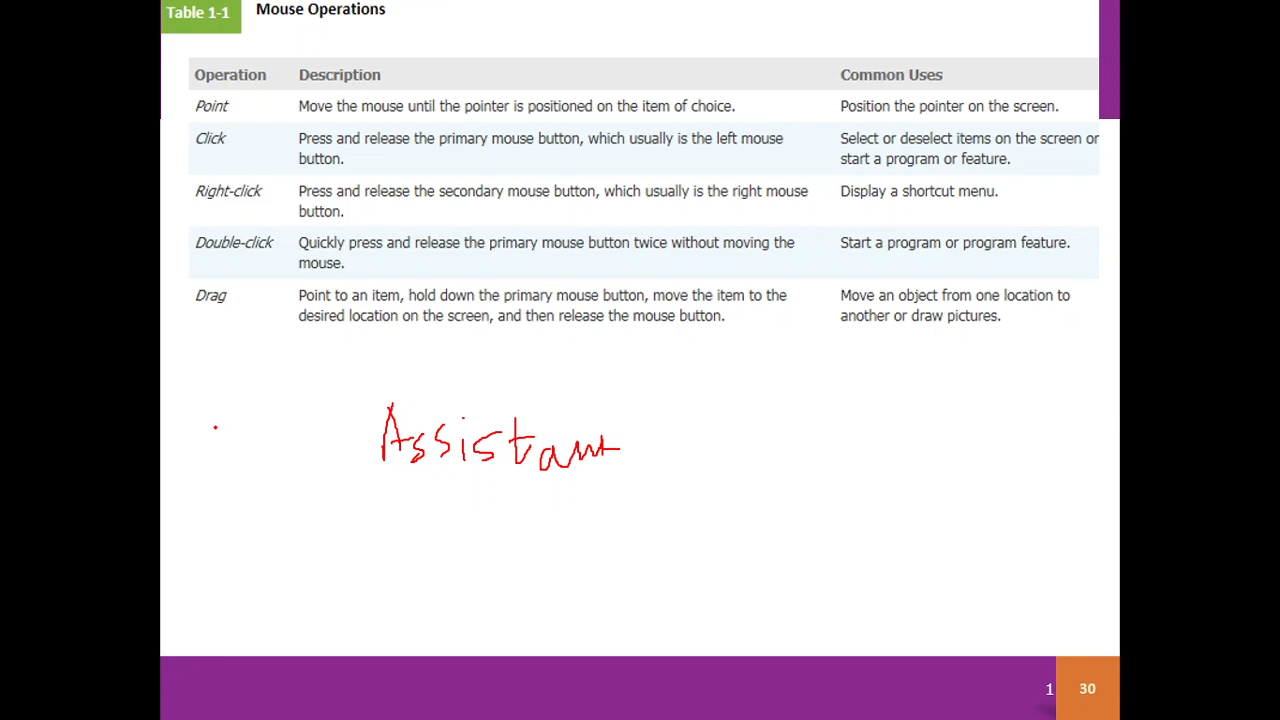 Table 1-1 Mouse Operations
Operation Description Common Uses
Point Move the mouse until the pointer is positioned on the item of choice. Position the pointer on the screen.
Click Press and release the primary mouse button, which usually is the left mouse Select or deselect items on the screen or
button. start a program or feature.
Right-click Press and release the secondary mouse button, which usually is the right mouse Display a shortcut menu.
button.
Double-click Quickly press and release the primary mouse button twice without moving the Start a program or program feature.
mouse.
Drag Point to an item, hold down the primary mouse button, move the item to the Move an object from one location to
desired location on the screen, and then release the mouse button. another or draw pictures.
Assistant
1 30